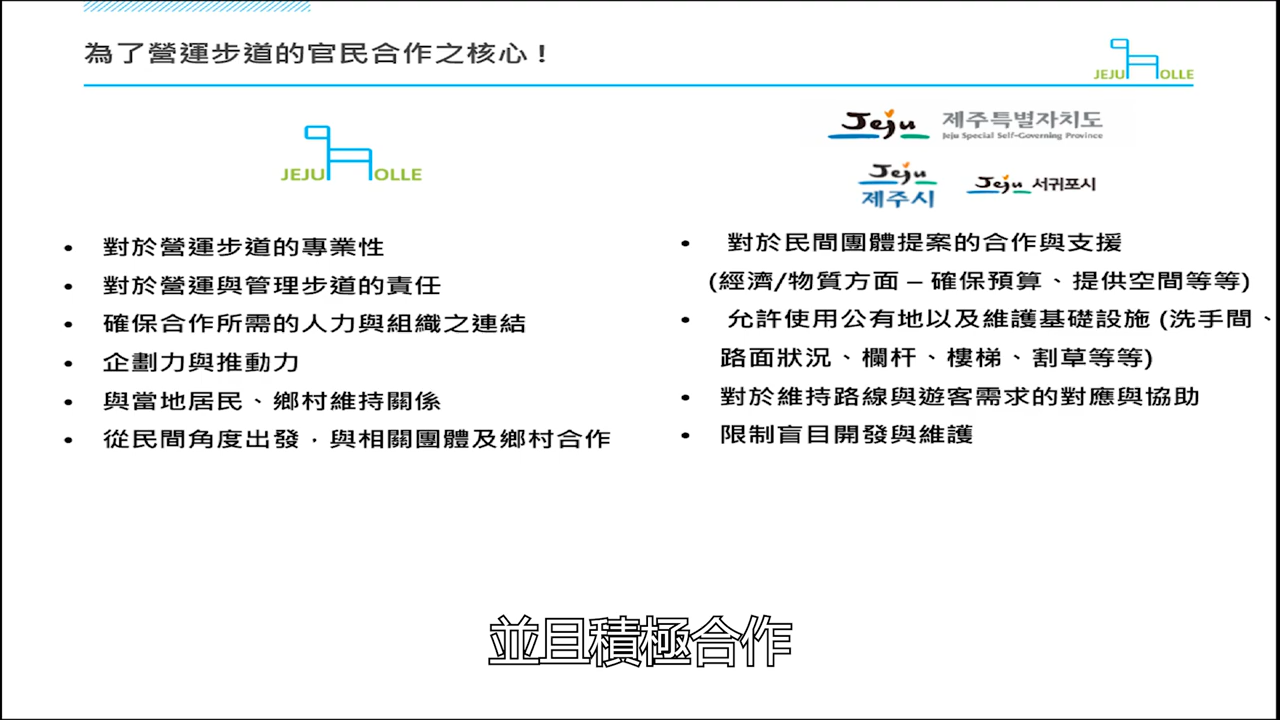 為了營運步道的官民合作之核心！
JEJU OLLE
JEJU OLLE
• 對於營運步道的專業性
• 對於營運與管理步道的責任
• 確保合作所需的人力與組織之連結
• 企劃力與推動力
• 與當地居民、鄉村維持關係
• 從民間角度出發，與相關團體及鄉村合作
Jeju 제주특별자치도
Jeju Special Self-Governing Province
Jeju 제주시
Jeju 서귀포시
• 對於民間團體提案的合作與支援
(經濟/物質方面 – 確保預算、提供空間等等)
• 允許使用公有地以及維護基礎設施 (洗手間、
路面狀況、欄杆、樓梯、割草等等)
• 對於維持路線與遊客需求的對應與協助
• 限制盲目開發與維護
並且積極合作